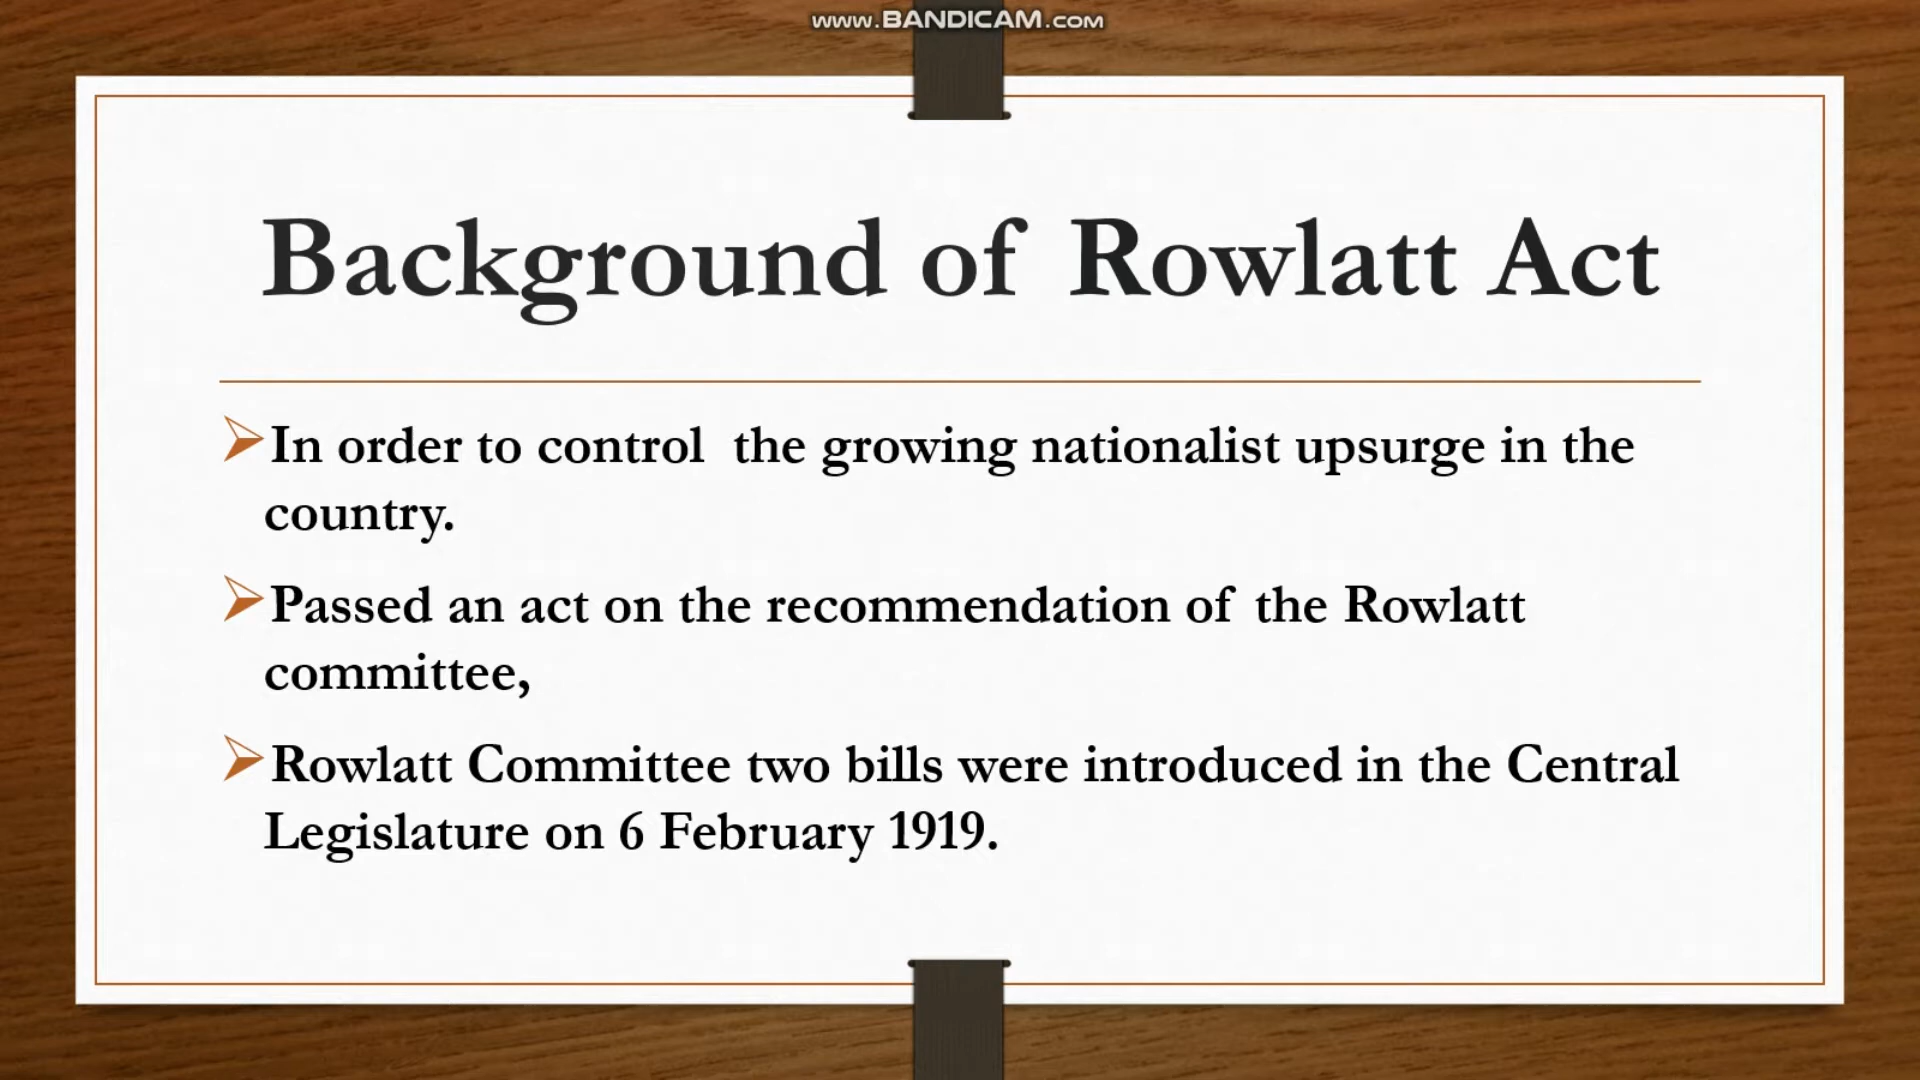 www.BANDICAM.com
Background of Rowlatt Act
In order to control the growing nationalist upsurge in the
country.
Passed an act on the recommendation of the Rowlatt
committee,
Rowlatt Committee two bills were introduced in the Central
Legislature on 6 February 1919.